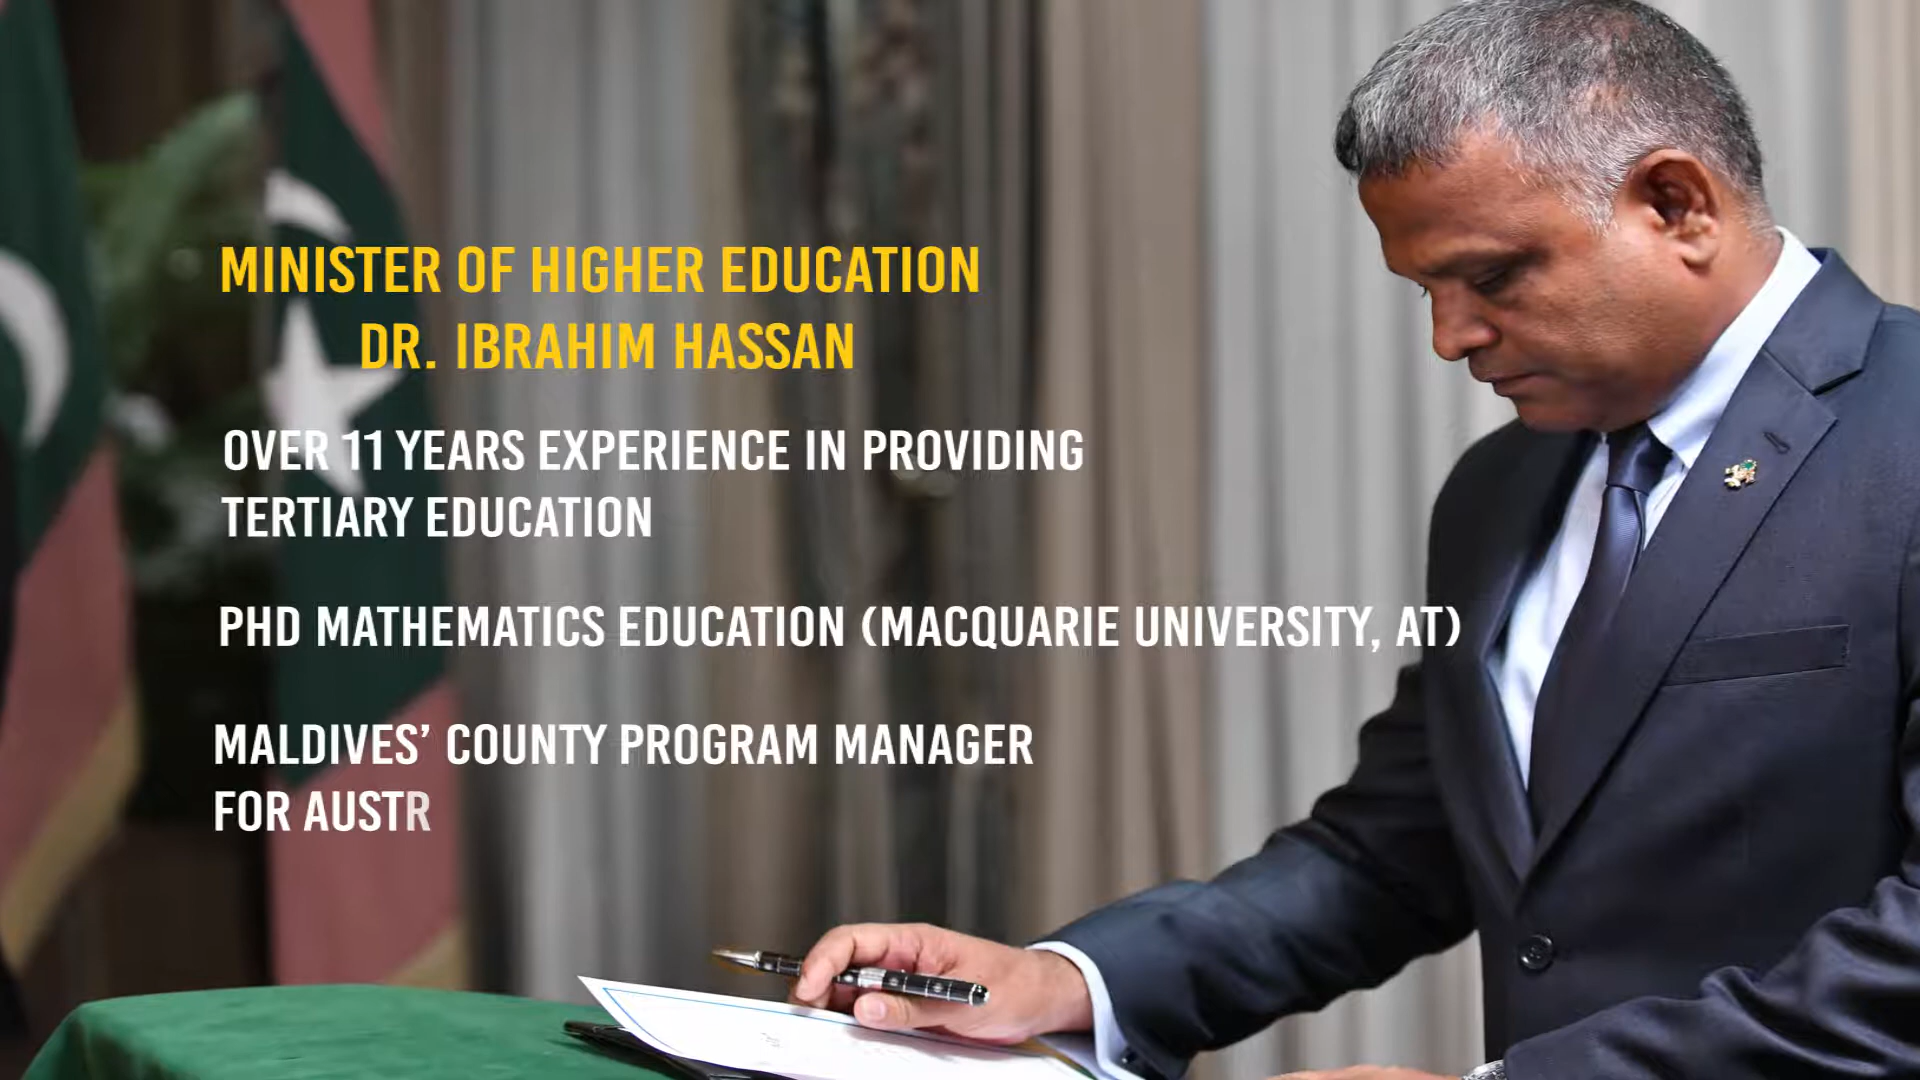 MINISTER OF HIGHER EDUCATION
DR. IBRAHIM HASSAN
OVER 11 YEARS EXPERIENCE IN PROVIDING
TERTIARY EDUCATION
PHD MATHEMATICS EDUCATION (MACQUARIE UNIVERSITY, AT)
MALDIVES’ COUNTY PROGRAM MANAGER
FOR AUSTR